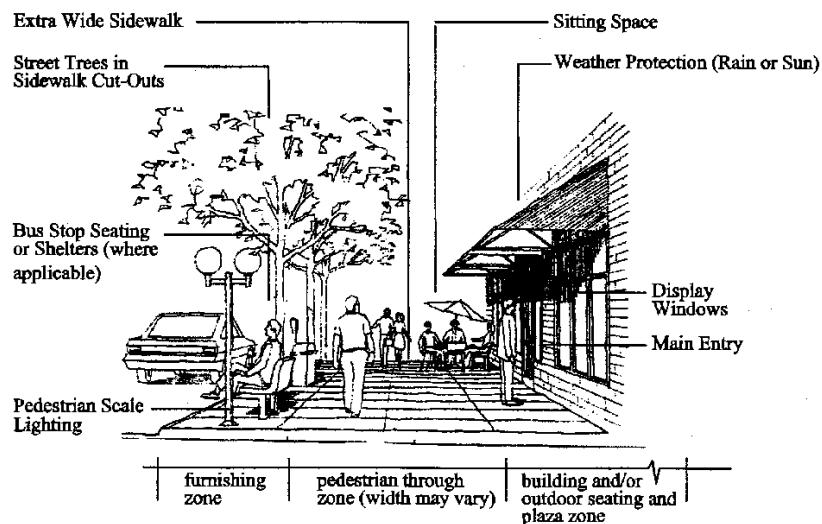 Extra Wide Sidewalk
Sitting Space
Street Trees in
Sidewalk Cut-Outs
Weather Protection (Rain or Sun)
Bus Stop Seating
or Shelters (where
applicable)
Display
Windows
Main Entry
Pedestrian Scale
Lighting
furnishing
zone
pedestrian through
zone (width may vary)
building and/or
outdoor seating and
plaza zone